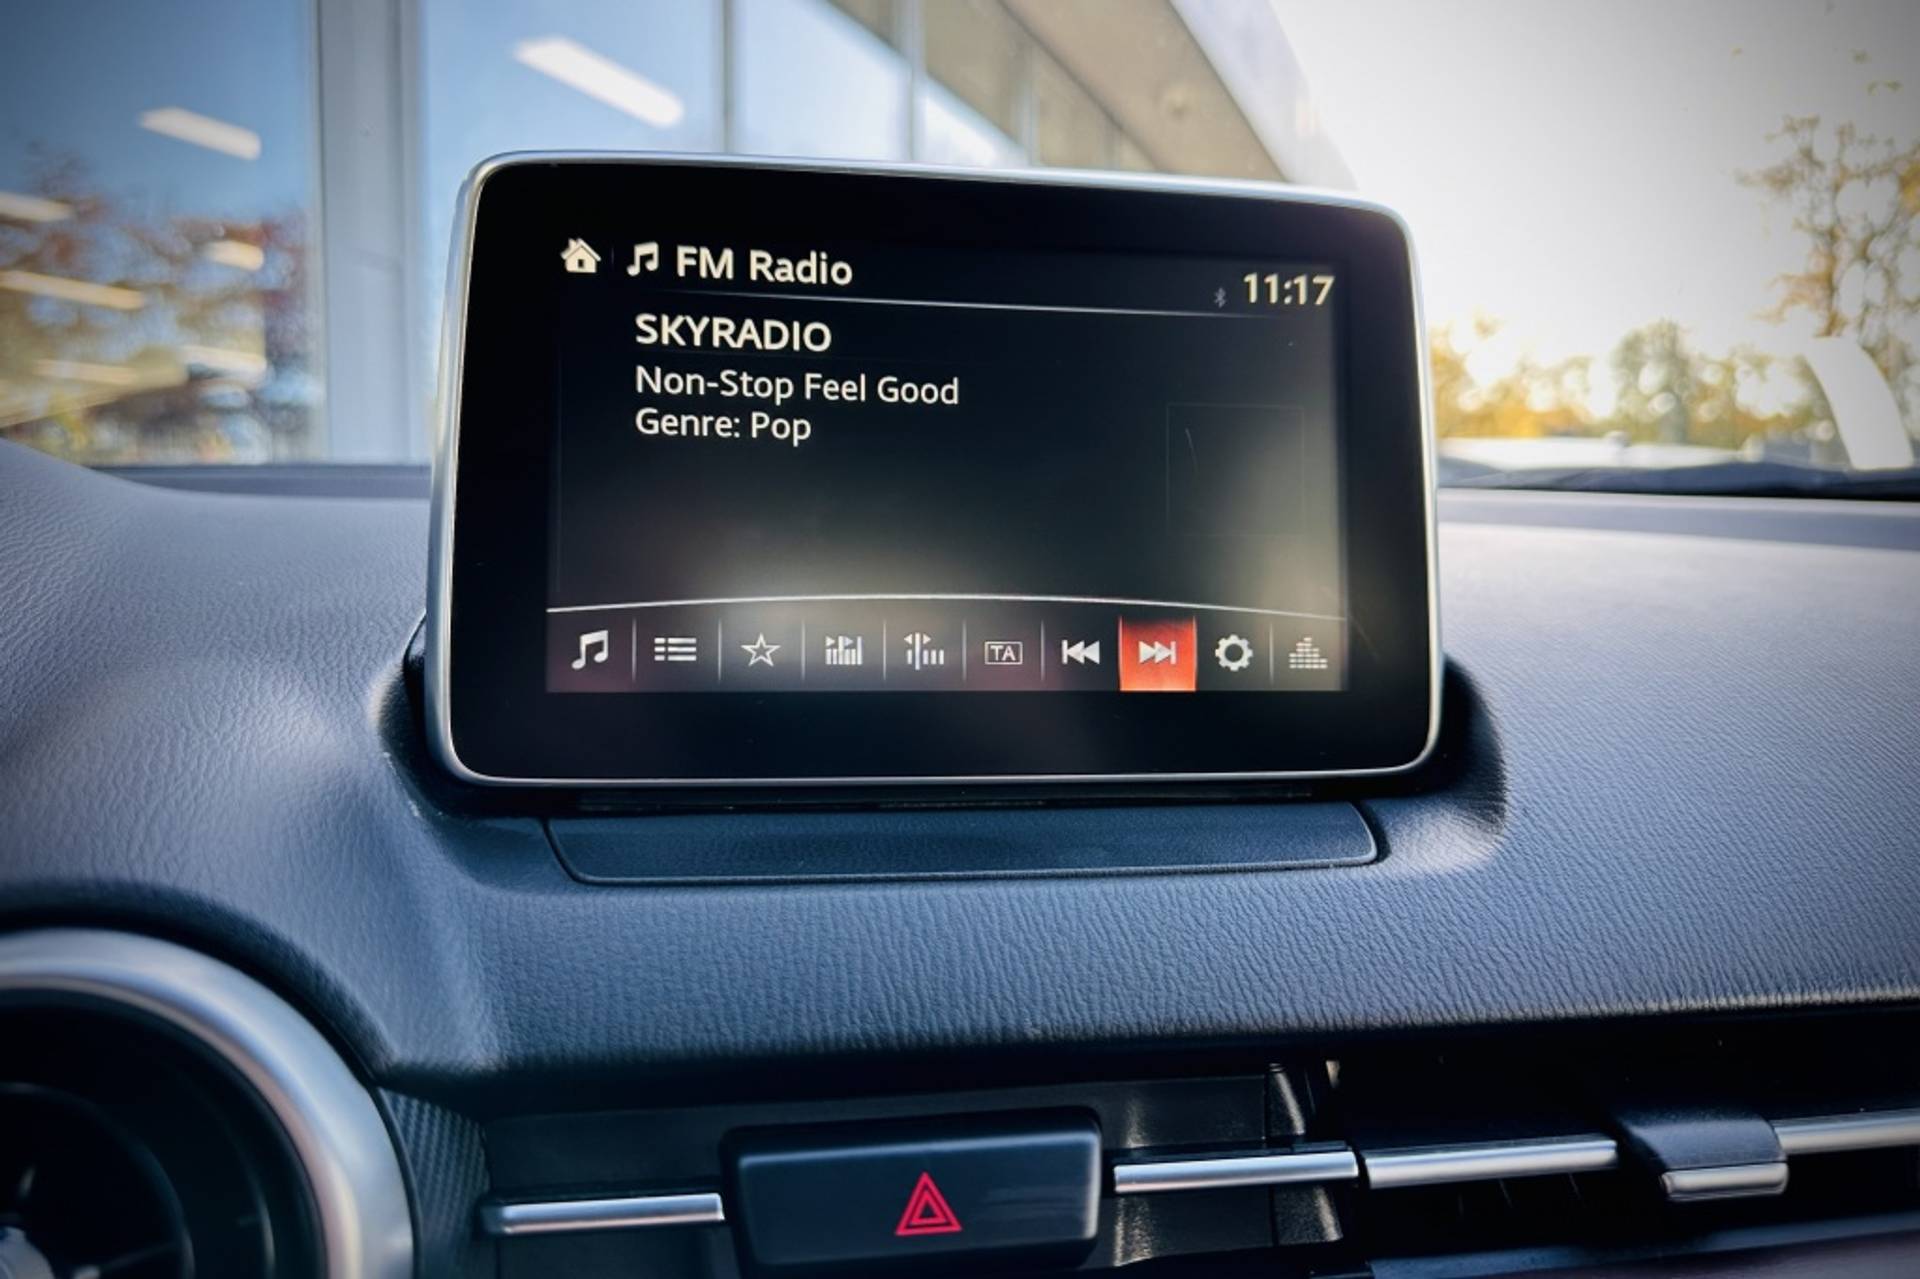 FM Radio
11:17
SKYRADIO
Non-Stop Feel Good
Genre: Pop
TA